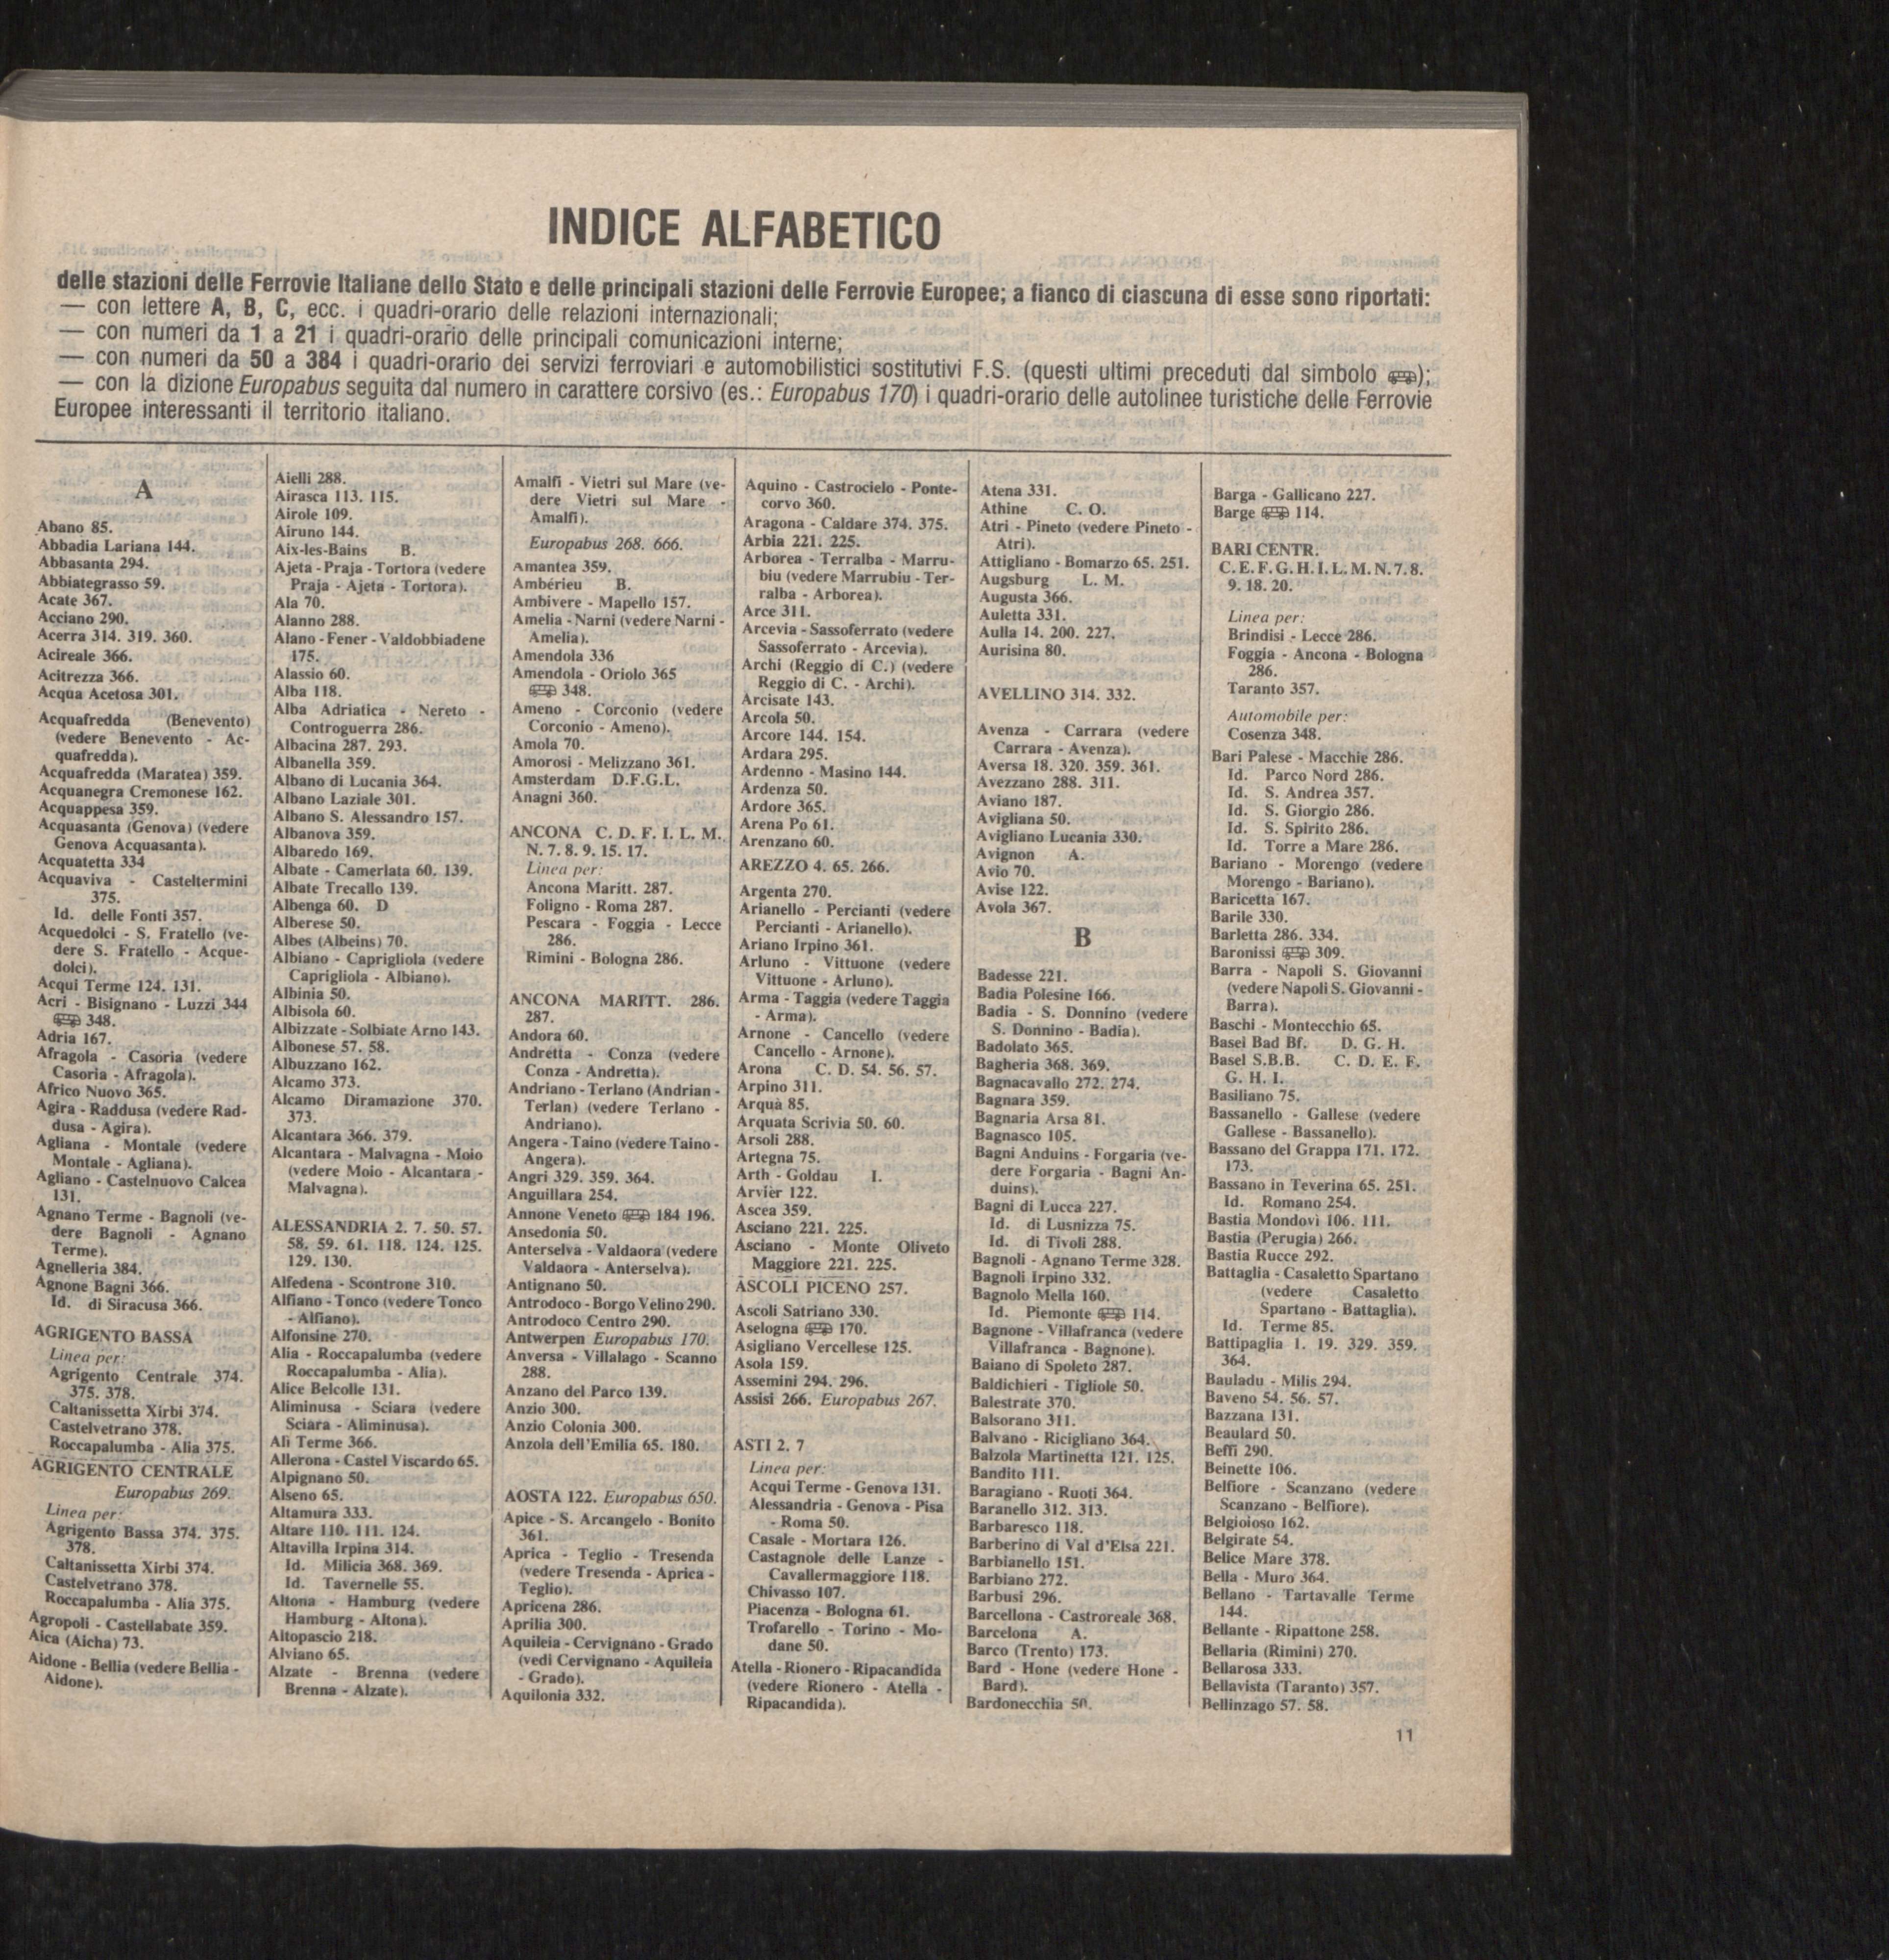 INDICE ALFABETICO
delle stazioni delle Ferrovie Italiane dello Stato e delle principali stazioni delle Ferrovie Europee; a fianco di ciascuna di esse sono riportati:
— con lettere A, B, C, ecc. i quadri-orario delle relazioni internazionali;
— con numeri da 1 a 21 i quadri-orario delle principali comunicazioni interne;
— con numeri da 50 a 384 i quadri-orario dei servizi ferroviari e automobilistici sostitutivi F.S. (questi ultimi preceduti dal simbolo );
— con la dizione Europabus seguita dal numero in carattere corsivo (es.: Europabus 170) i quadri-orario delle autolinee turistiche delle Ferrovie
Europee interessanti il territorio italiano.
A
Abano 85.
Abbadia Lariana 144.
Abbasanta 294.
Abbiategrasso 59.
Acate 367.
Acciano 290.
Acerra 314. 319. 360.
Acireale 366.
Acitrezza 366.
Acqua Acetosa 301.
Acquafredda (Benevento)
(vedere Benevento - Ac-
quafredda).
Acquafredda (Maratea) 359.
Acquanegra Cremonese 162.
Acquappesa 359.
Acquasanta (Genova) (vedere
Genova Acquasanta).
Acquatetta 334
Acquaviva - Casteltermini
375.
Id. delle Fonti 357.
Acquedolci - S. Fratello (ve-
dere S. Fratello - Acque-
dolci).
Acqui Terme 124. 131.
Acri - Bisignano - Luzzi 344
348.
Adria 167.
Afragola - Casoria (vedere
Casoria - Afragola).
Africo Nuovo 365.
Agira - Raddusa (vedere Rad-
dusa - Agira).
Agliana - Montale (vedere
Montale - Agliana).
Agliano - Castelnuovo Calcea
131.
Agnano Terme - Bagnoli (ve-
dere Bagnoli - Agnano
Terme).
Agnelleria 384.
Agnone Bagni 366.
Id. di Siracusa 366.
AGRIGENTO BASSA
Linea per:
Agrigento Centrale 374.
375. 378.
Caltanissetta Xirbi 374.
Castelvetrano 378.
Roccapalumba - Alia 375.
AGRIGENTO CENTRALE
Europabus 269.
Linea per:
Agrigento Bassa 374. 375.
378.
Caltanissetta Xirbi 374.
Castelvetrano 378.
Roccapalumba - Alia 375.
Agropoli - Castellabate 359.
Aica (Aicha) 73.
Aidone - Bellia (vedere Bellia -
Aidone).
Aielli 288.
Airasca 113. 115.
Airole 109.
Airuno 144.
Aix-les-Bains B.
Ajeta - Praja - Tortora (vedere
Praja - Ajeta - Tortora).
Ala 70.
Alanno 288.
Alano - Fener - Valdobbiadene
175.
Alassio 60.
Alba 118.
Alba Adriatica - Nereto -
Controguerra 286.
Albacina 287. 293.
Albanella 359.
Albano di Lucania 364.
Albano Laziale 301.
Albano S. Alessandro 157.
Albanova 359.
Albaredo 169.
Albate - Camerlata 60. 139.
Albate Trecallo 139.
Albenga 60. D
Alberese 50.
Albes (Albeins) 70.
Albiano - Caprigliola (vedere
Caprigliola - Albiano).
Albinia 50.
Albisola 60.
Albizzate - Solbiate Arno 143.
Albonese 57. 58.
Albuzzano 162.
Alcamo 373.
Alcamo Diramazione 370.
373.
Alcantara 366. 379.
Alcantara - Malvagna - Moio
(vedere Moio - Alcantara -
Malvagna).
ALESSANDRIA 2. 7. 50. 57.
58. 59. 61. 118. 124. 125.
129. 130.
Alfedena - Scontrone 310.
Alfiano - Tonco (vedere Tonco
- Alfiano).
Alfonsine 270.
Alia - Roccapalumba (vedere
Roccapalumba - Alia).
Alice Belcolle 131.
Aliminusa - Sciara (vedere
Sciara - Aliminusa).
Alì Terme 366.
Allerona - Castel Viscardo 65.
Alpignano 50.
Alseno 65.
Altamura 333.
Altare 110. 111. 124.
Altavilla Irpina 314.
Id. Milicia 368. 369.
Id. Tavernelle 55.
Altona - Hamburg (vedere
Hamburg - Altona).
Altopascio 218.
Alviano 65.
Alzate - Brenna (vedere
Brenna - Alzate).
Amalfi - Vietri sul Mare (ve-
dere Vietri sul Mare -
Amalfi).
Europabus 268. 666.
Amantea 359.
Ambérieu B.
Ambivere - Mapello 157.
Amelia - Narni (vedere Narni -
Amelia).
Amendola 336
Amendola - Oriolo 365
348.
Ameno - Corconio (vedere
Corconio - Ameno).
Amola 70.
Amorosi - Melizzano 361.
Amsterdam D.F.G.L.
Anagni 360.
ANCONA C. D. F. I. L. M.
N. 7. 8. 9. 15. 17.
Linea per:
Ancona Maritt. 287.
Foligno - Roma 287.
Pescara - Foggia - Lecce
286.
Rimini - Bologna 286.
ANCONA MARITT. 286.
287.
Andora 60.
Andretta - Conza (vedere
Conza - Andretta).
Andriano - Terlano (Andrian -
Terlan) (vedere Terlano -
Andriano).
Angera - Taino (vedere Taino -
Angera).
Angri 329. 359. 364.
Anguillara 254.
Annone Veneto 184 196.
Ansedonia 50.
Anterselva - Valdaora (vedere
Valdaora - Anterselva).
Antignano 50.
Antrodoco - Borgo Velino 290.
Antrodoco Centro 290.
Antwerpen Europabus 170.
Anversa - Villalago - Scanno
288.
Anzano del Parco 139.
Anzio 300.
Anzio Colonia 300.
Anzola dell'Emilia 65. 180.
AOSTA 122. Europabus 650.
Apice - S. Arcangelo - Bonito
361.
Aprica - Teglio - Tresenda
(vedere Tresenda - Aprica -
Teglio).
Apricena 286.
Aprilia 300.
Aquileia - Cervignano - Grado
(vedi Cervignano - Aquileia
- Grado).
Aquilonia 332.
Aquino - Castrocielo - Ponte-
corvo 360.
Aragona - Caldare 374. 375.
Arbia 221. 225.
Arborea - Terralba - Marru-
biu (vedere Marrubiu - Ter-
ralba - Arborea).
Arce 311.
Arcevia - Sassoferrato (vedere
Sassoferrato - Arcevia).
Archi (Reggio di C.) (vedere
Reggio di C. - Archi).
Arcisate 143.
Arcola 50.
Arcore 144. 154.
Ardara 295.
Ardenno - Masino 144.
Ardenza 50.
Ardore 365.
Arena Po 61.
Arenzano 60.
AREZZO 4. 65. 266.
Argenta 270.
Arianello - Percianti (vedere
Percianti - Arianello).
Ariano Irpino 361.
Arluno - Vittuone (vedere
Vittuone - Arluno).
Arma - Taggia (vedere Taggia
- Arma).
Arnone - Cancello (vedere
Cancello - Arnone).
Arona C. D. 54. 56. 57.
Arpino 311.
Arquà 85.
Arquata Scrivia 50. 60.
Arsoli 288.
Artegna 75.
Arth - Goldau I.
Arvier 122.
Ascea 359.
Asciano 221. 225.
Asciano - Monte Oliveto
Maggiore 221. 225.
ASCOLI PICENO 257.
Ascoli Satriano 330.
Aselogna 170.
Asigliano Vercellese 125.
Asola 159.
Assemini 294. 296.
Assisi 266. Europabus 267.
ASTI 2. 7
Linea per:
Acqui Terme - Genova 131.
Alessandria - Genova - Pisa
- Roma 50.
Casale - Mortara 126.
Castagnole delle Lanze -
Cavallermaggiore 118.
Chivasso 107.
Piacenza - Bologna 61.
Trofarello - Torino - Mo-
dane 50.
Atella - Rionero - Ripacandida
(vedere Rionero - Atella -
Ripacandida).
Atena 331.
Athine C. O.
Atri - Pineto (vedere Pineto -
Atri).
Attigliano - Bomarzo 65. 251.
Augsburg L. M.
Augusta 366.
Auletta 331.
Aulla 14. 200. 227.
Aurisina 80.
AVELLINO 314. 332.
Avenza - Carrara (vedere
Carrara - Avenza).
Aversa 18. 320. 359. 361.
Avezzano 288. 311.
Aviano 187.
Avigliana 50.
Avigliano Lucania 330.
Avignon A.
Avio 70.
Avise 122.
Avola 367.
B
Badesse 221.
Badia Polesine 166.
Badia - S. Donnino (vedere
S. Donnino - Badia).
Badolato 365.
Bagheria 368. 369.
Bagnacavallo 272. 274.
Bagnara 359.
Bagnaria Arsa 81.
Bagnasco 105.
Bagni Anduins - Forgaria (ve-
dere Forgaria - Bagni An-
duins).
Bagni di Lucca 227.
Id. di Lusnizza 75.
Id. di Tivoli 288.
Bagnoli - Agnano Terme 328.
Bagnoli Irpino 332.
Bagnolo Mella 160.
Id. Piemonte 114.
Bagnone - Villafranca (vedere
Villafranca - Bagnone).
Baiano di Spoleto 287.
Baldichieri - Tigliole 50.
Balestrate 370.
Balsorano 311.
Balvano - Ricigliano 364.
Balzola Martinetta 121. 125.
Bandito 111.
Baragiano - Ruoti 364.
Baranello 312. 313.
Barbaresco 118.
Barberino di Val d'Elsa 221.
Barbianello 151.
Barbiano 272.
Barbusi 296.
Barcellona - Castroreale 368.
Barcelona A.
Barco (Trento) 173.
Bard - Hone (vedere Hone -
Bard).
Bardonecchia 50.
Barga - Gallicano 227.
Barge 114.
BARI CENTR.
C. E. F. G. H. I. L. M. N. 7. 8.
9. 18. 20.
Linea per:
Brindisi - Lecce 286.
Foggia - Ancona - Bologna
286.
Taranto 357.
Automobile per:
Cosenza 348.
Bari Palese - Macchie 286.
Id. Parco Nord 286.
Id. S. Andrea 357.
Id. S. Giorgio 286.
Id. S. Spirito 286.
Id. Torre a Mare 286.
Bariano - Morengo (vedere
Morengo - Bariano).
Baricetta 167.
Barile 330.
Barletta 286. 334.
Baronissi 309.
Barra - Napoli S. Giovanni
(vedere Napoli S. Giovanni -
Barra).
Baschi - Montecchio 65.
Basel Bad Bf. D. G. H.
Basel S.B.B. C. D. E. F.
G. H. I.
Basiliano 75.
Bassanello - Gallese (vedere
Gallese - Bassanello).
Bassano del Grappa 171. 172.
173.
Bassano in Teverina 65. 251.
Id. Romano 254.
Bastia Mondovì 106. 111.
Bastia (Perugia) 266.
Bastia Rucce 292.
Battaglia - Casaletto Spartano
(vedere Casaletto
Spartano - Battaglia).
Id. Terme 85.
Battipaglia 1. 19. 329. 359.
364.
Bauladu - Milis 294.
Baveno 54. 56. 57.
Bazzana 131.
Beaulard 50.
Beffi 290.
Beinette 106.
Belfiore - Scanzano (vedere
Scanzano - Belfiore).
Belgioioso 162.
Belgirate 54.
Belice Mare 378.
Bella - Muro 364.
Bellano - Tartavalle Terme
144.
Bellante - Ripattone 258.
Bellaria (Rimini) 270.
Bellarosa 333.
Bellavista (Taranto) 357.
Bellinzago 57. 58.
11